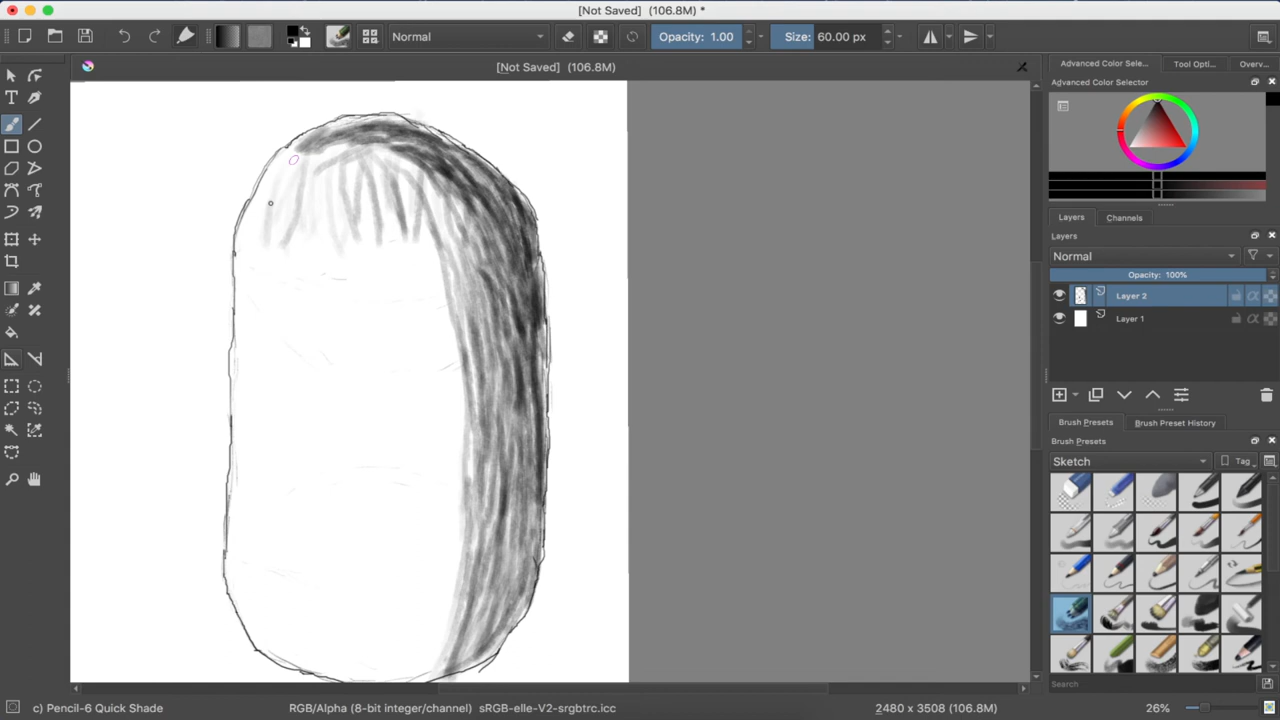 [Not Saved] (106.8M) *
Normal
Opacity: 1.00
Size: 60.00 px
[Not Saved] (106.8M)
Advanced Color Sele...
Tool Opti...
Overv...
Advanced Color Selector
Layers
Channels
Layers
Normal
Opacity: 100%
Layer 2
Layer 1
Brush Presets
Brush Preset History
Brush Presets
Sketch
Tag
Search
c) Pencil-6 Quick Shade
RGB/Alpha (8-bit integer/channel) sRGB-elle-V2-srgbtrc.icc
2480 x 3508 (106.8M)
26%